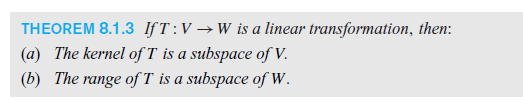 THEOREM 8.1.3 If T : V → W is a linear transformation, then:
(a) The kernel of T is a subspace of V.
(b) The range of T is a subspace of W.